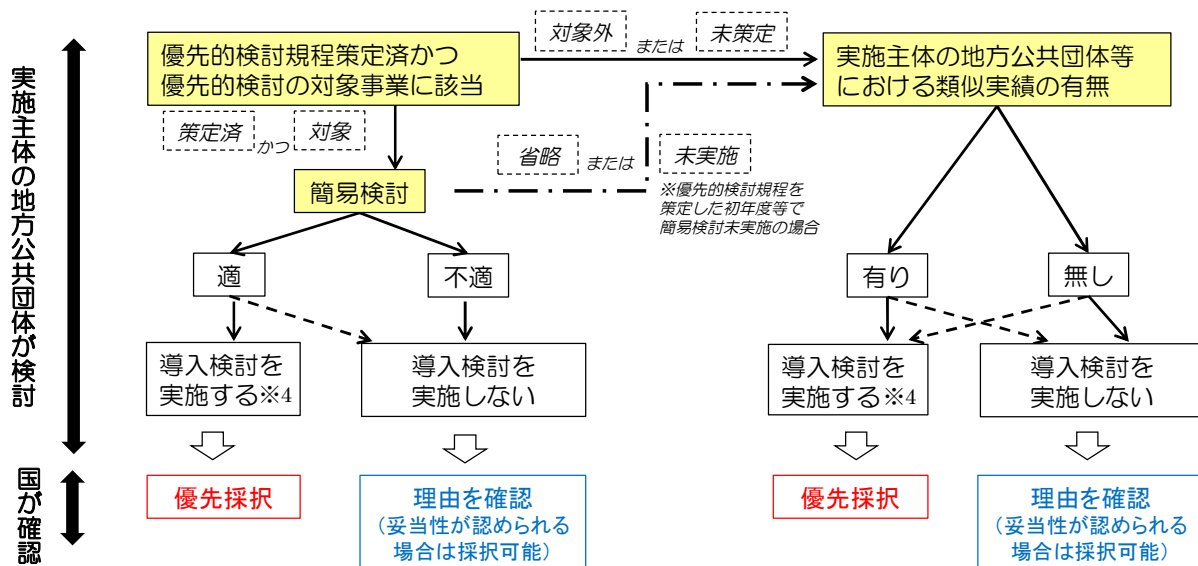 実施主体の地方公共団体が検討
国が確認
優先的検討規程策定済かつ
優先的検討の対象事業に該当
対象外 または 未策定
実施主体の地方公共団体等
における類似実績の有無
策定済 かつ 対象
省略 または 未実施
※優先的検討規程を
策定した初年度等で
簡易検討未実施の場合
簡易検討
適
不適
有り
無し
導入検討を
実施する※4
導入検討を
実施しない
導入検討を
実施する※4
導入検討を
実施しない
優先採択
理由を確認
(妥当性が認められる
場合は採択可能)
優先採択
理由を確認
(妥当性が認められる
場合は採択可能)